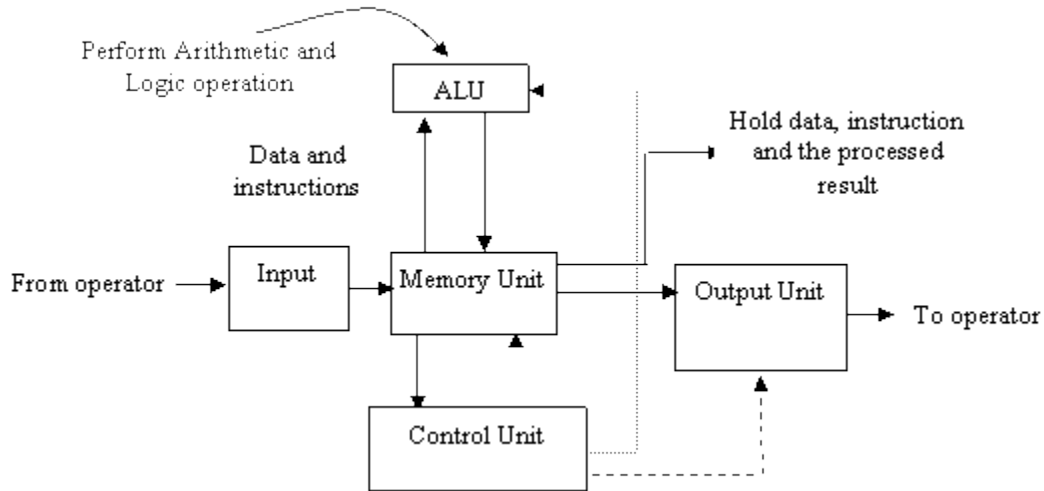 Perform Arithmetic and
Logic operation
ALU
Hold data, instruction
and the processed
result
Data and
instructions
From operator
Input
Memory Unit
Output Unit
To operator
Control Unit